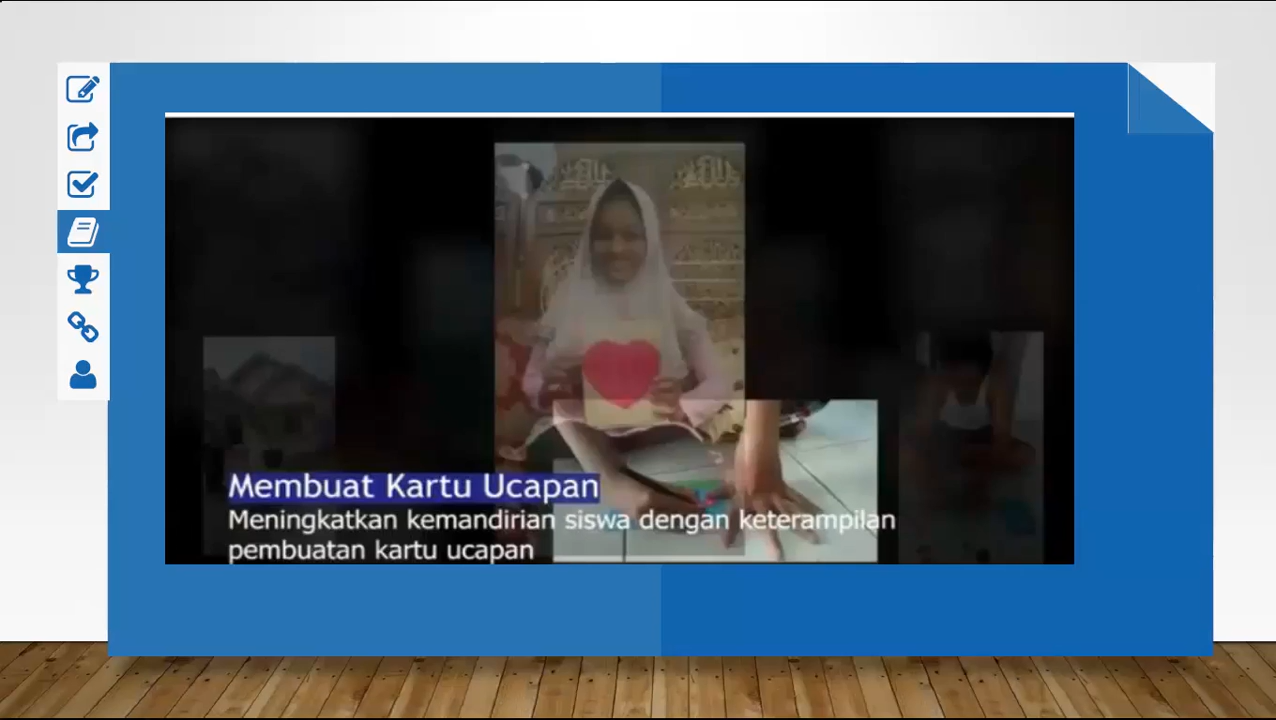 Membuat Kartu Ucapan
Meningkatkan kemandirian siswa dengan keterampilan
pembuatan kartu ucapan